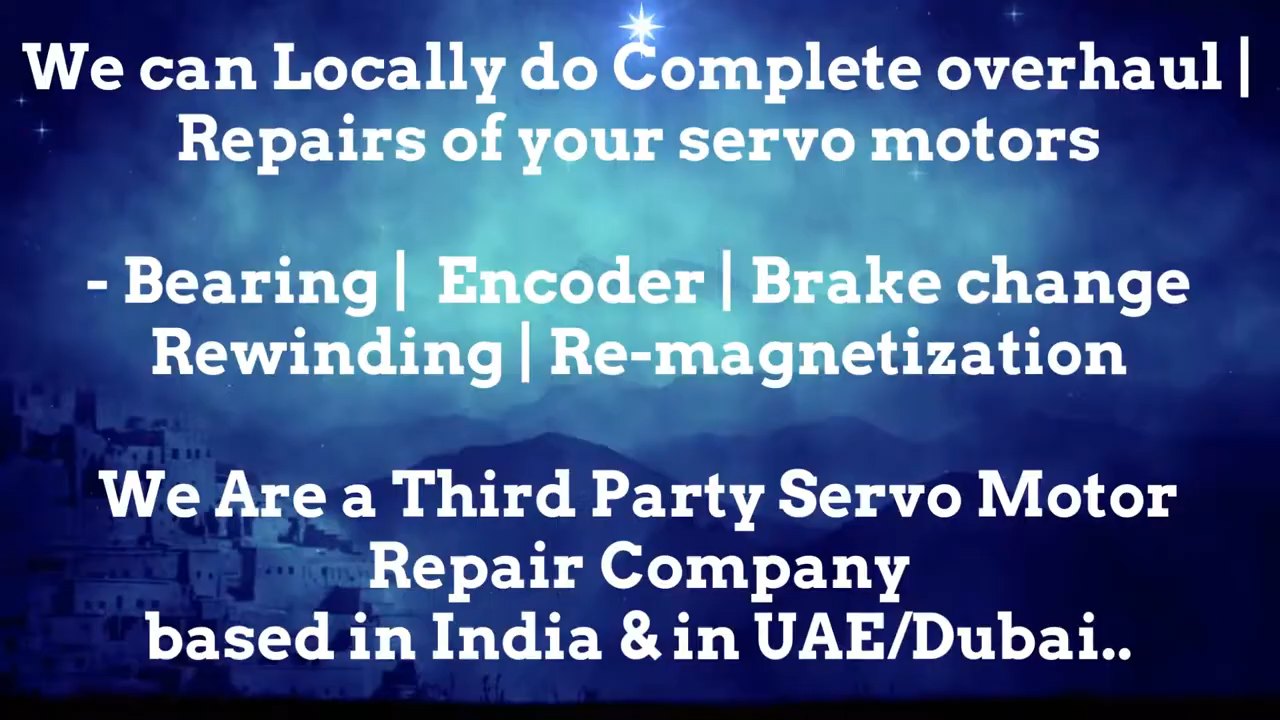 We can Locally do Complete overhaul |
Repairs of your servo motors
- Bearing | Encoder | Brake change
Rewinding | Re-magnetization
We Are a Third Party Servo Motor
Repair Company
based in India & in UAE/Dubai..